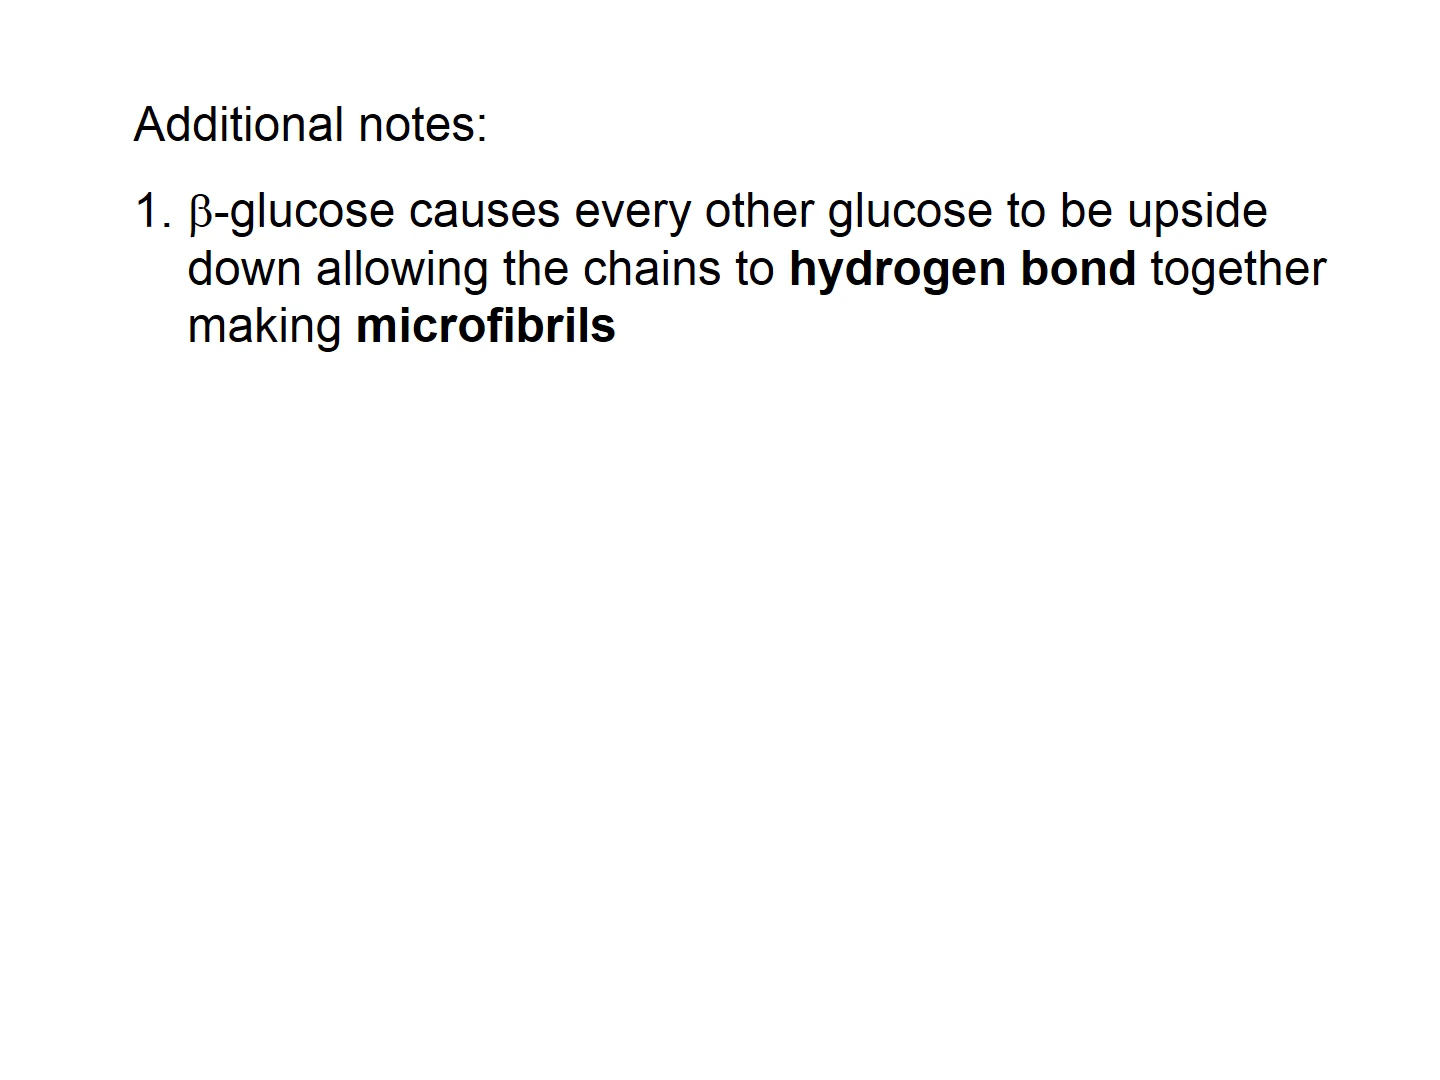 Additional notes:
1. β-glucose causes every other glucose to be upside
down allowing the chains to hydrogen bond together
making microfibrils